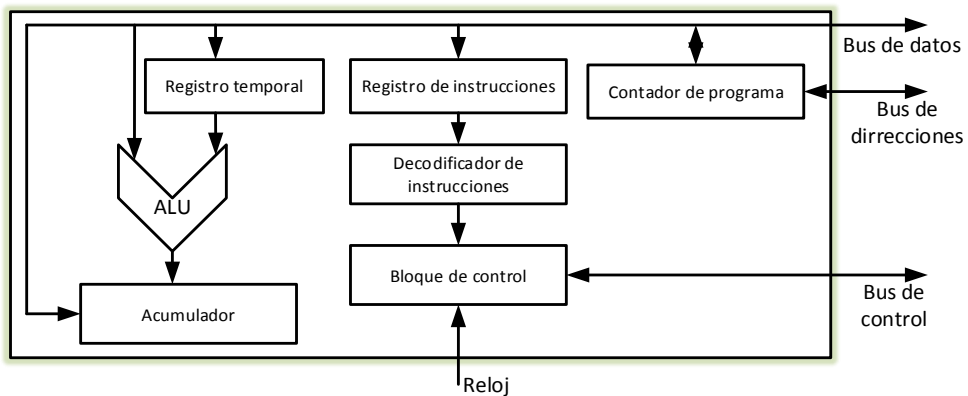 Bus de datos
Registro temporal
Registro de instrucciones
Contador de programa
Bus de
dirrecciones
Decodificador de
instrucciones
ALU
Bloque de control
Acumulador
Bus de
control
Reloj